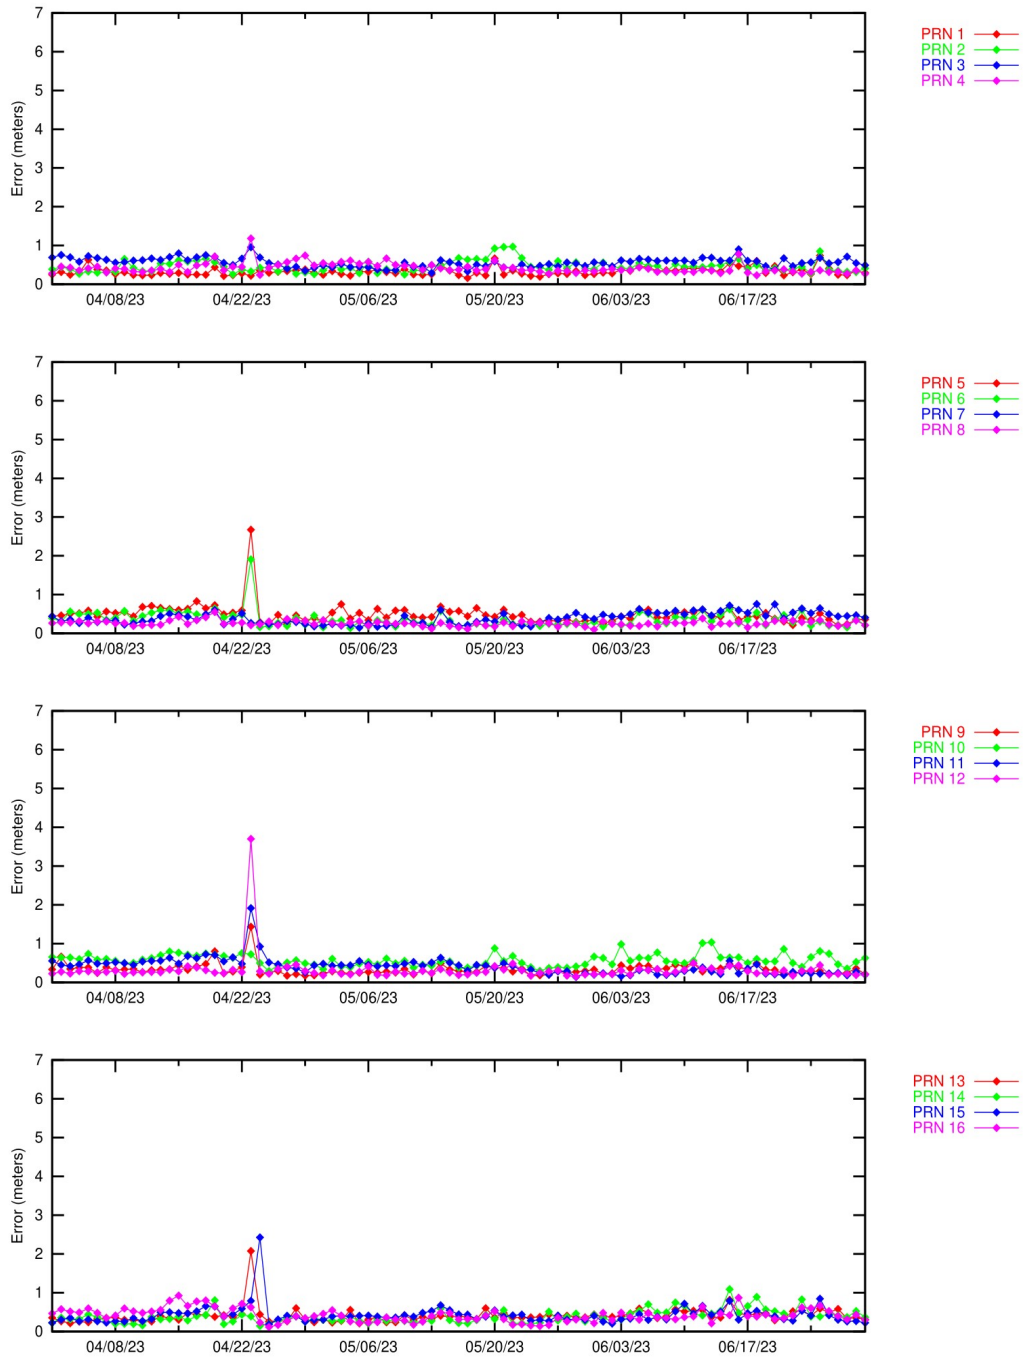 7
6
5
4
3
2
1
0
Error (meters)
04/08/23 04/22/23 05/06/23 05/20/23 06/03/23 06/17/23
PRN 1
PRN 2
PRN 3
PRN 4
7
6
5
4
3
2
1
0
Error (meters)
04/08/23 04/22/23 05/06/23 05/20/23 06/03/23 06/17/23
PRN 5
PRN 6
PRN 7
PRN 8
7
6
5
4
3
2
1
0
Error (meters)
04/08/23 04/22/23 05/06/23 05/20/23 06/03/23 06/17/23
PRN 9
PRN 10
PRN 11
PRN 12
7
6
5
4
3
2
1
0
Error (meters)
04/08/23 04/22/23 05/06/23 05/20/23 06/03/23 06/17/23
PRN 13
PRN 14
PRN 15
PRN 16